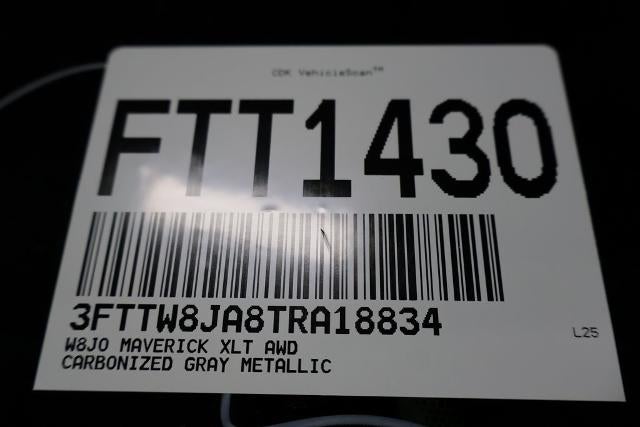 CDK VehicleScan™
FTT1430
3FTTW8JA8TRA18834
W8J0 MAVERICK XLT AWD
CARBONIZED GRAY METALLIC
L25